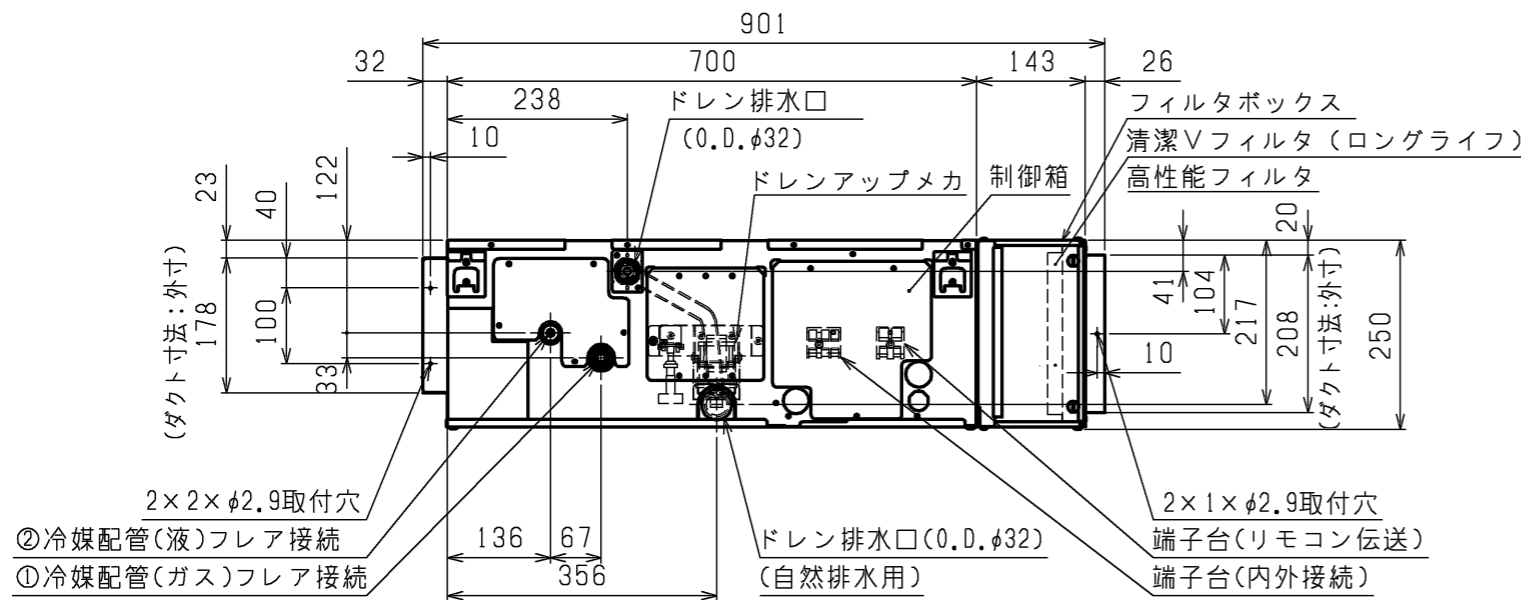 901
32
700
143
26
238
ドレン排水口
(O.D.φ32)
フィルタボックス
清潔Vフィルタ(ロングライフ)
高性能フィルタ
10
ドレンアップメカ
制御箱
23
40
122
20
178
(ダクト寸法:外寸)
100
33
41
104
217
208
(ダクト寸法:外寸)
250
10
2×2×φ2.9取付穴
②冷媒配管(液)フレア接続
①冷媒配管(ガス)フレア接続
136
67
356
ドレン排水口(O.D.φ32)
(自然排水用)
2×1×φ2.9取付穴
端子台(リモコン伝送)
端子台(内外接続)